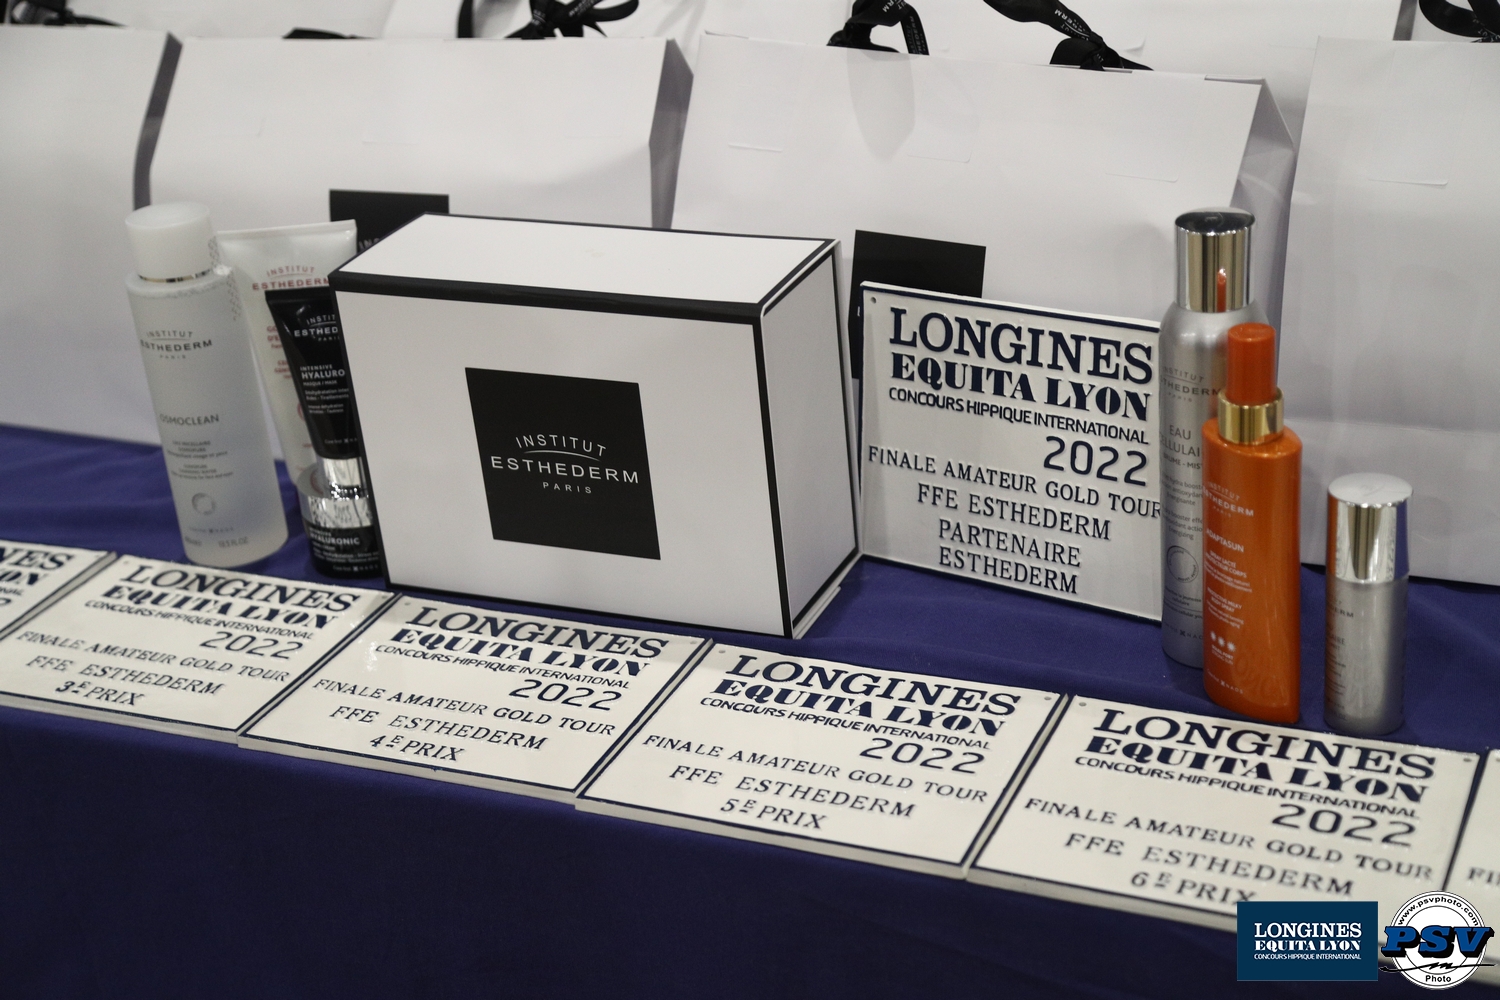 INSTITUT
ESTHEDERM
PARIS
OSMOCLEAN
INSTITUT
ESTHEDERM
INSTIT
ESTHED
PARI
INTENSIVE
HYALURO
HYALURONIC
INSTITUT
ESTHEDERM
PARIS
LONGINES
EQUITA LYON
CONCOURS HIPPIQUE INTERNATIONAL
2022
FINALE AMATEUR GOLD TOUR
FFE ESTHEDERM
PARTENAIRE
ESTHEDERM
EAU
INSTITUT
ESTHEDERM
PARIS
ADAPTASUN
LONGINES
EQUITA LYON
CONCOURS HIPPIQUE INTERNATIONAL
2022
FINALE AMATEUR GOLD TOUR
FFE ESTHEDERM
3E PRIX
LONGINES
EQUITA LYON
CONCOURS HIPPIQUE INTERNATIONAL
2022
FINALE AMATEUR GOLD TOUR
FFE ESTHEDERM
4E PRIX
LONGINES
EQUITA LYON
CONCOURS HIPPIQUE INTERNATIONAL
2022
FINALE AMATEUR GOLD TOUR
FFE ESTHEDERM
5E PRIX
LONGINES
EQUITA LYON
CONCOURS HIPPIQUE INTERNATIONAL
2022
FINALE AMATEUR GOLD TOUR
FFE ESTHEDERM
6E PRIX
LONGINES
EQUITA LYON
CONCOURS HIPPIQUE INTERNATIONAL
www.psvphoto.com
PSV
Photo